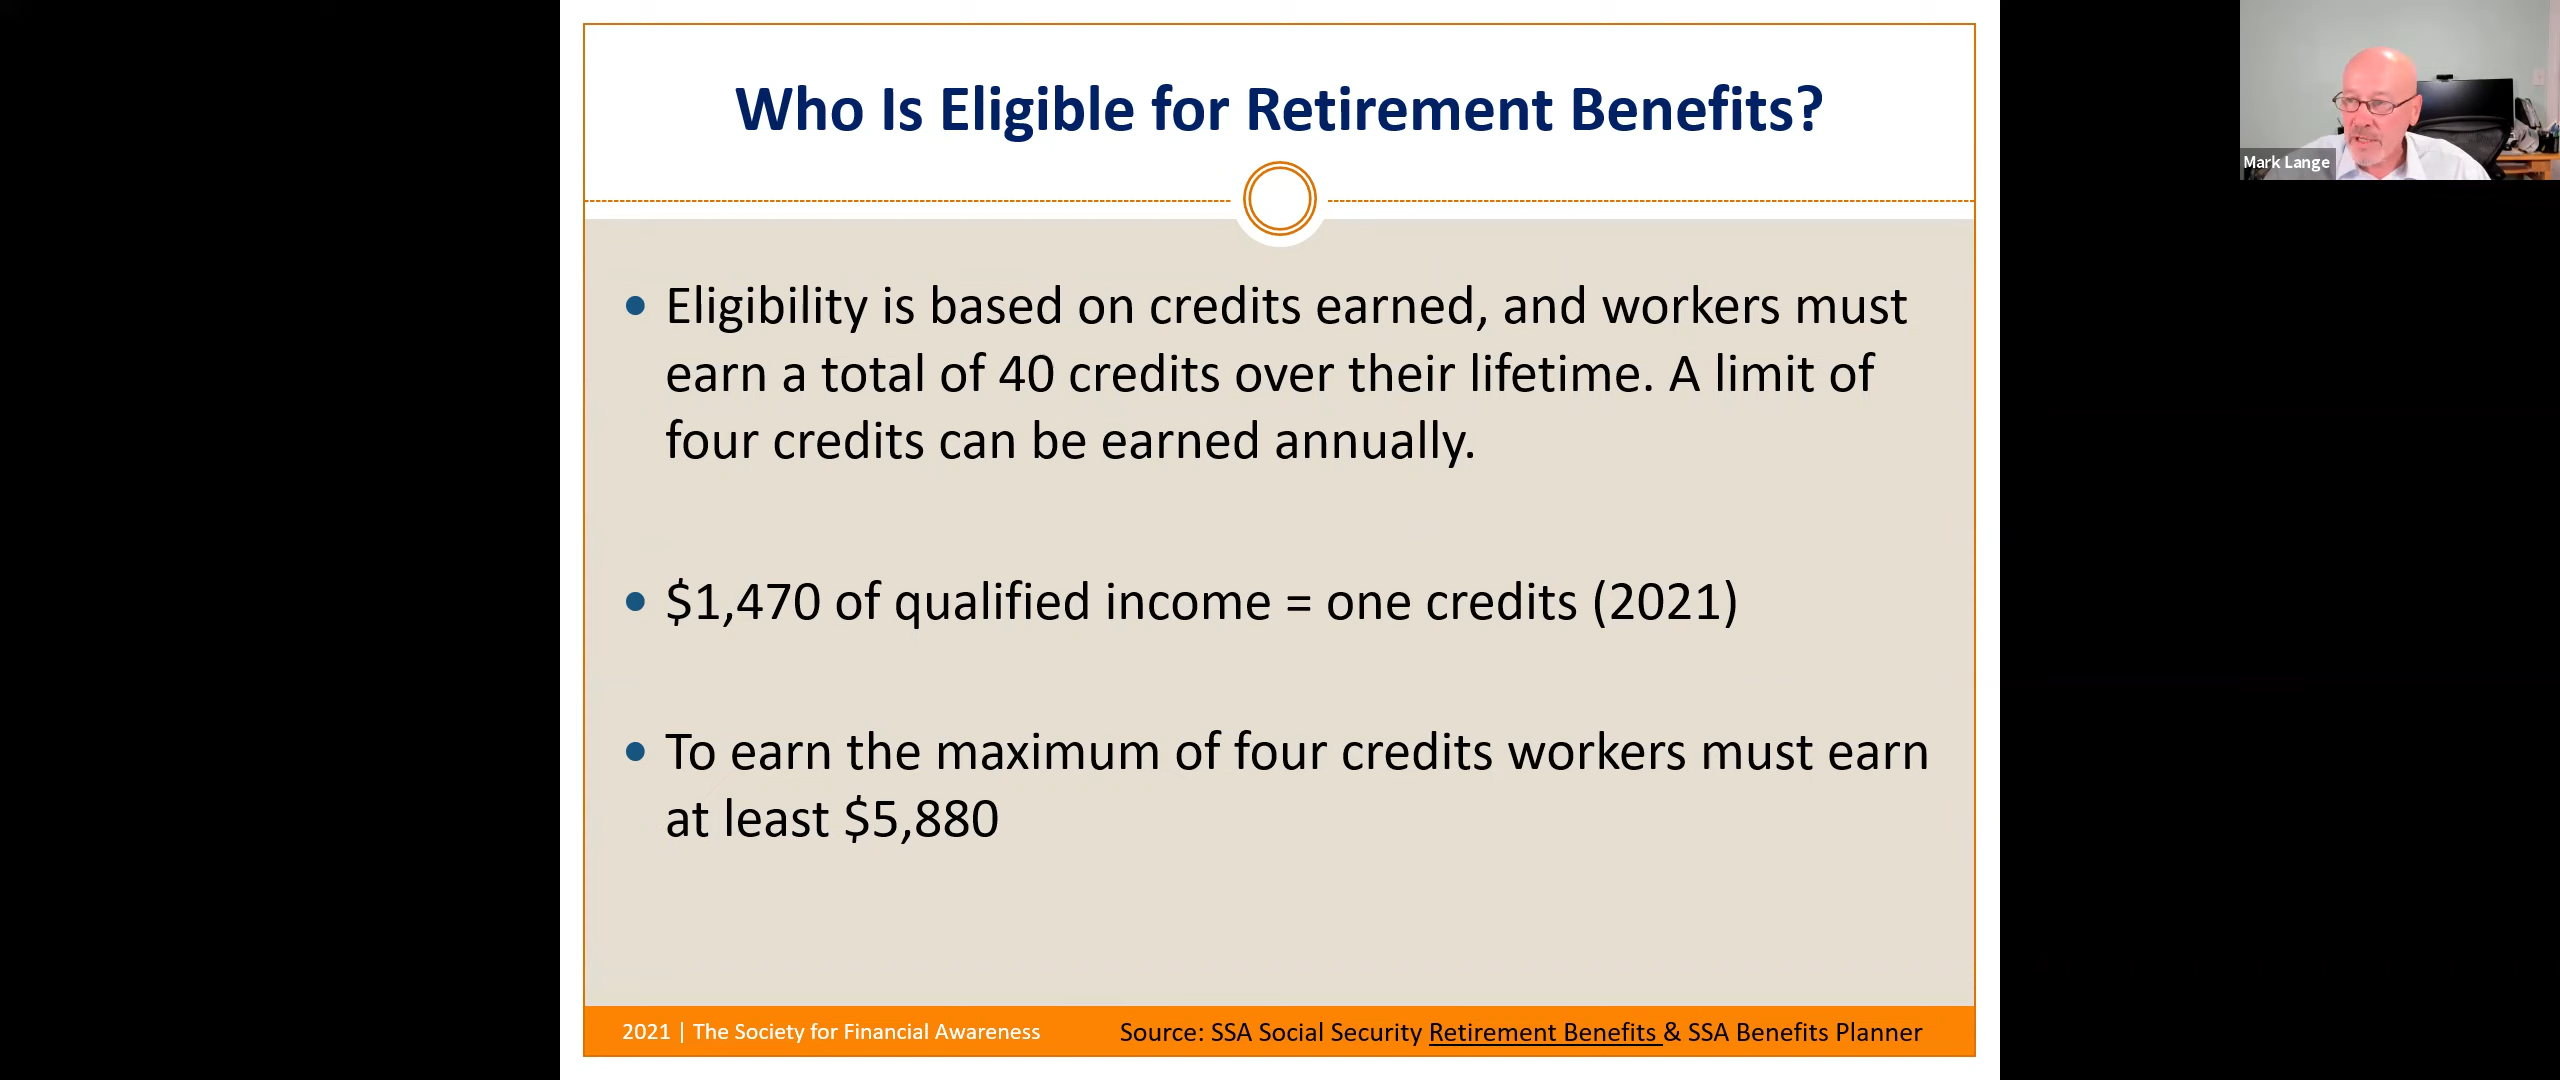 Who Is Eligible for Retirement Benefits?
Mark Lange
• Eligibility is based on credits earned, and workers must
earn a total of 40 credits over their lifetime. A limit of
four credits can be earned annually.
• $1,470 of qualified income = one credits (2021)
• To earn the maximum of four credits workers must earn
at least $5,880
2021 | The Society for Financial Awareness
Source: SSA Social Security Retirement Benefits & SSA Benefits Planner